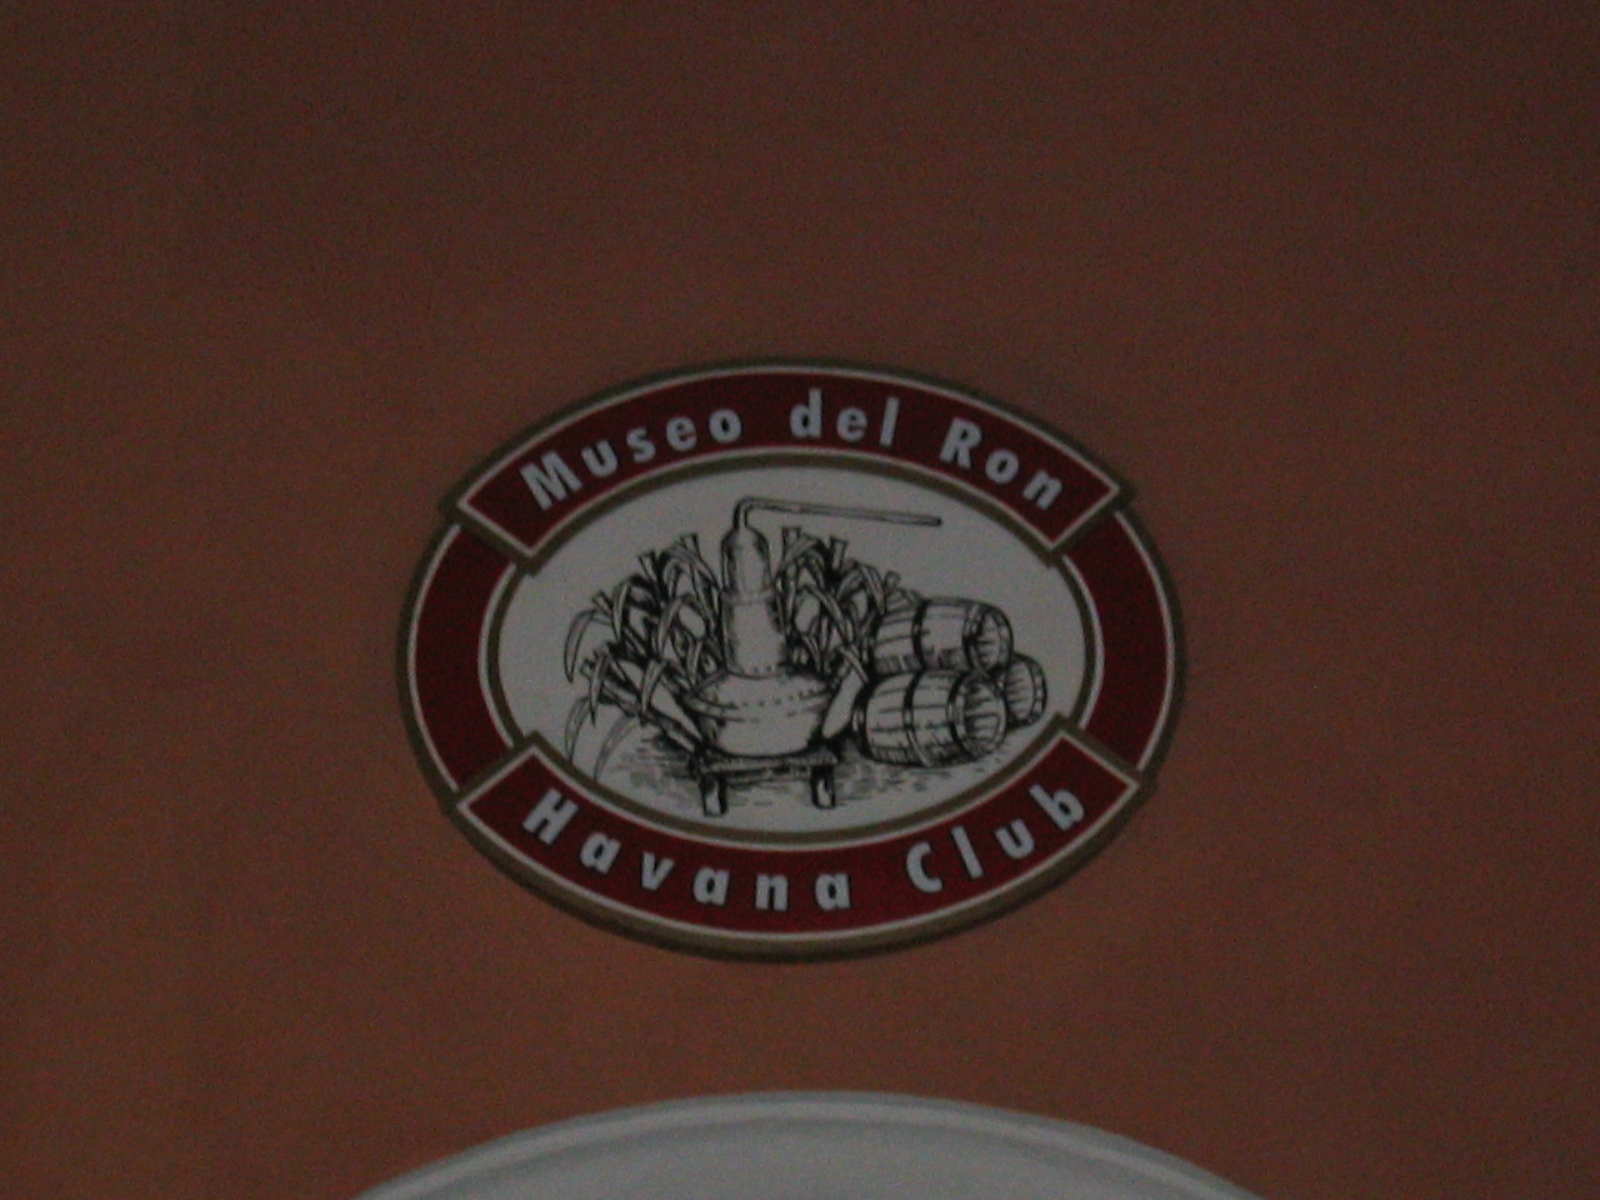 Museo del Ron
Havana Club